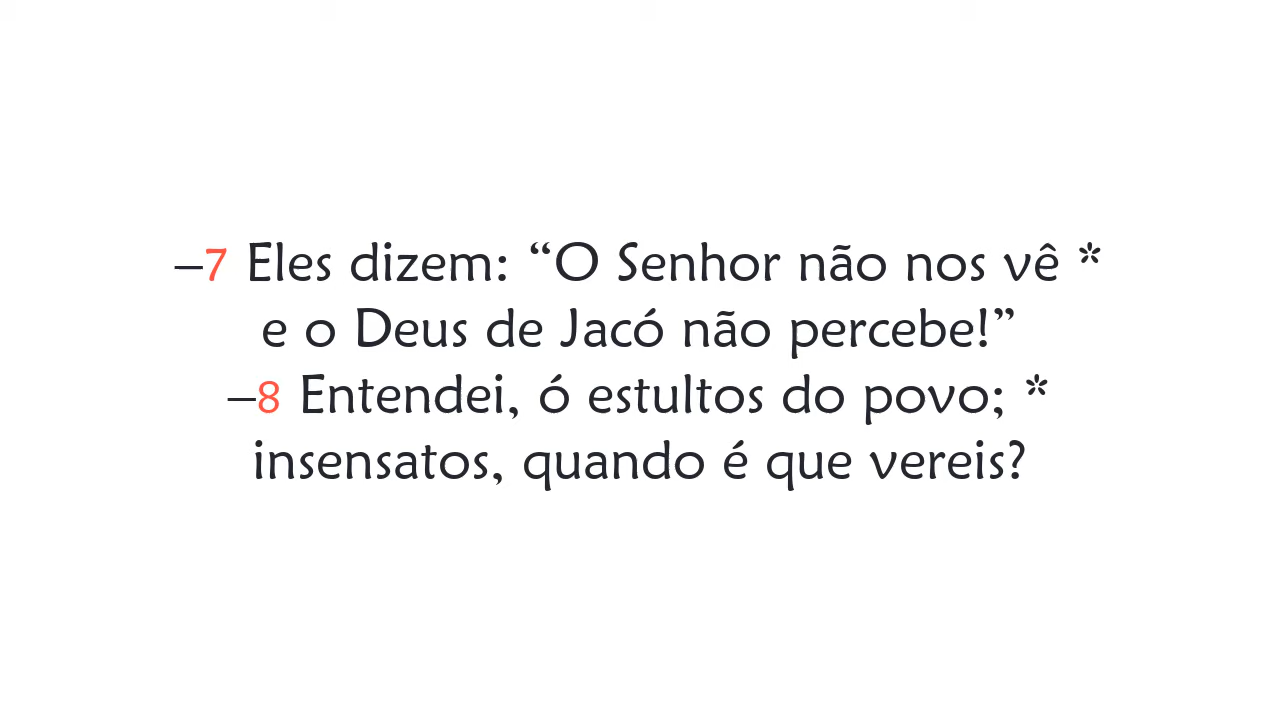 –7 Eles dizem: “O Senhor não nos vê *
e o Deus de Jacó não percebe!”
–8 Entendei, ó estultos do povo; *
insensatos, quando é que vereis?